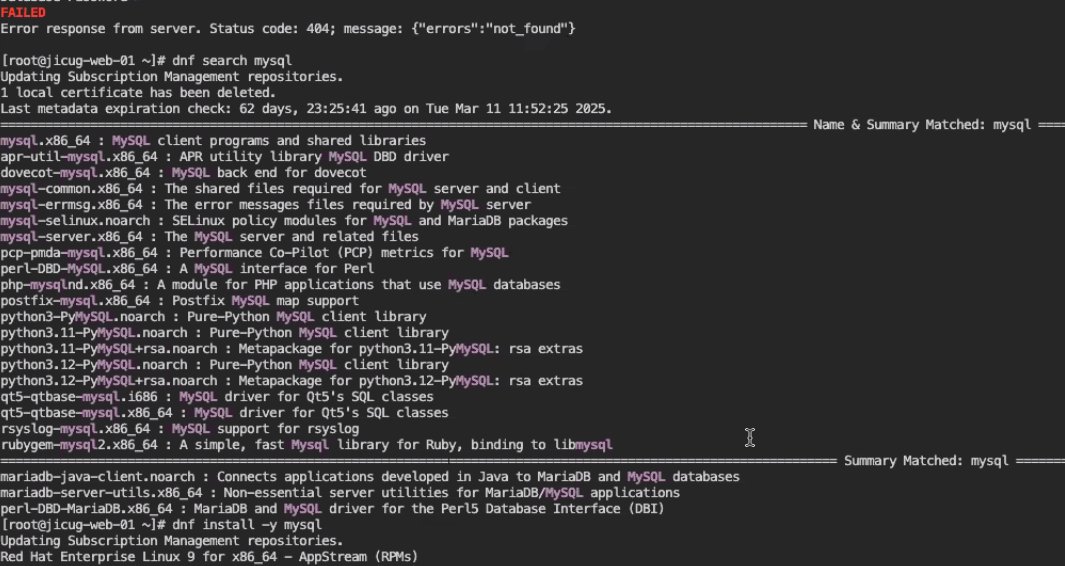 FAILED
Error response from server. Status code: 404; message: {"errors":"not_found"}
[root@jicug-web-01 ~]# dnf search mysql
Updating Subscription Management repositories.
1 local certificate has been deleted.
Last metadata expiration check: 62 days, 23:25:41 ago on Tue Mar 11 11:52:25 2025.
================ Name & Summary Matched: mysql ====
mysql.x86_64 : MySQL client programs and shared libraries
apr-util-mysql.x86_64 : APR utility library MySQL DBD driver
dovecot-mysql.x86_64 : MySQL back end for dovecot
mysql-common.x86_64 : The shared files required for MySQL server and client
mysql-errmsg.x86_64 : The error messages files required by MySQL server
mysql-selinux.noarch : SELinux policy modules for MySQL and MariaDB packages
mysql-server.x86_64 : The MySQL server and related files
pcp-pmda-mysql.x86_64 : Performance Co-Pilot (PCP) metrics for MySQL
perl-DBD-MySQL.x86_64 : A MySQL interface for Perl
php-mysqlnd.x86_64 : A module for PHP applications that use MySQL databases
postfix-mysql.x86_64 : Postfix MySQL map support
python3-PyMySQL.noarch : Pure-Python MySQL client library
python3.11-PyMySQL.noarch : Pure-Python MySQL client library
python3.11-PyMySQL+rsa.noarch : Metapackage for python3.11-PyMySQL: rsa extras
python3.12-PyMySQL.noarch : Pure-Python MySQL client library
python3.12-PyMySQL+rsa.noarch : Metapackage for python3.12-PyMySQL: rsa extras
qt5-qtbase-mysql.i686 : MySQL driver for Qt5's SQL classes
qt5-qtbase-mysql.x86_64 : MySQL driver for Qt5's SQL classes
rsyslog-mysql.x86_64 : MySQL support for rsyslog
rubygem-mysql2.x86_64 : A simple, fast Mysql library for Ruby, binding to libmysql
================ Summary Matched: mysql =======
mariadb-java-client.noarch : Connects applications developed in Java to MariaDB and MySQL databases
mariadb-server-utils.x86_64 : Non-essential server utilities for MariaDB/MySQL applications
perl-DBD-MariaDB.x86_64 : MariaDB and MySQL driver for the Perl5 Database Interface (DBI)
[root@jicug-web-01 ~]# dnf install -y mysql
Updating Subscription Management repositories.
Red Hat Enterprise Linux 9 for x86_64 - AppStream (RPMs)